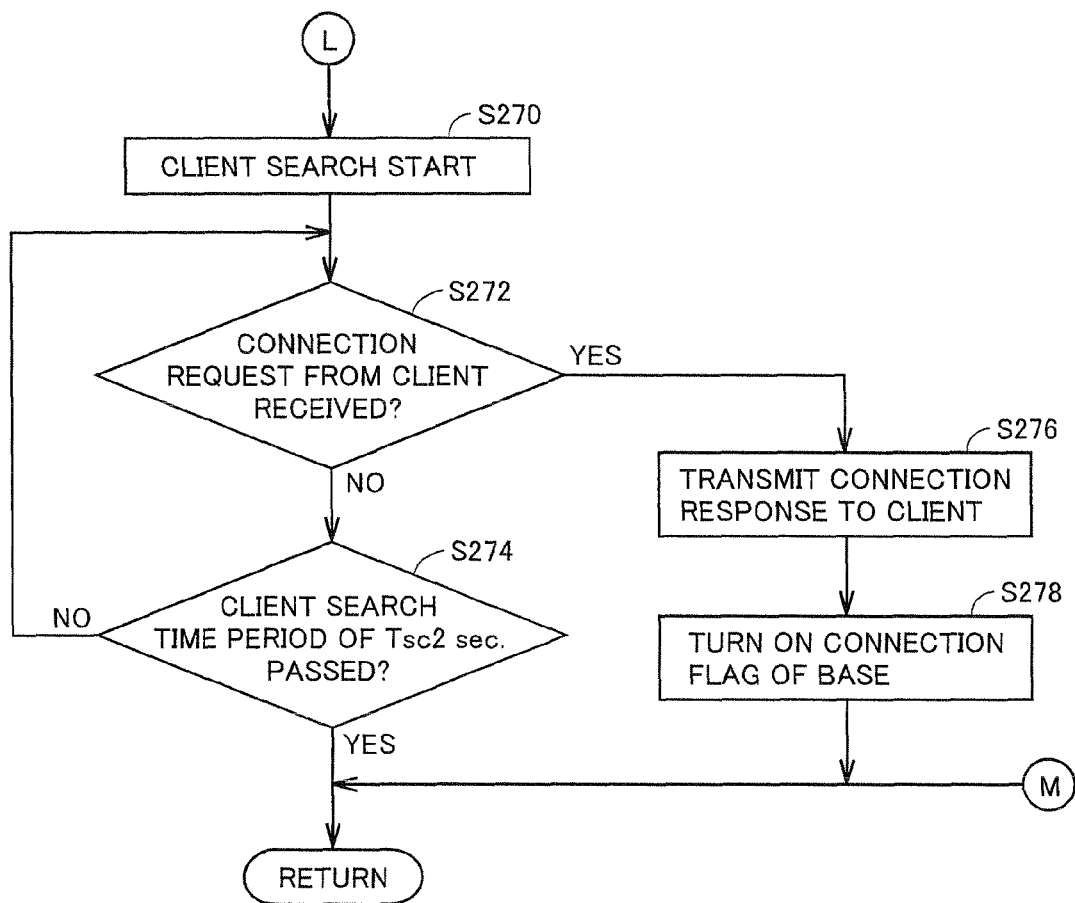 L
S270
CLIENT SEARCH START
S272
CONNECTION
REQUEST FROM CLIENT
RECEIVED?
YES
NO
S276
TRANSMIT CONNECTION
RESPONSE TO CLIENT
S274
CLIENT SEARCH
TIME PERIOD OF Tsc2 sec.
PASSED?
NO
YES
S278
TURN ON CONNECTION
FLAG OF BASE
M
RETURN